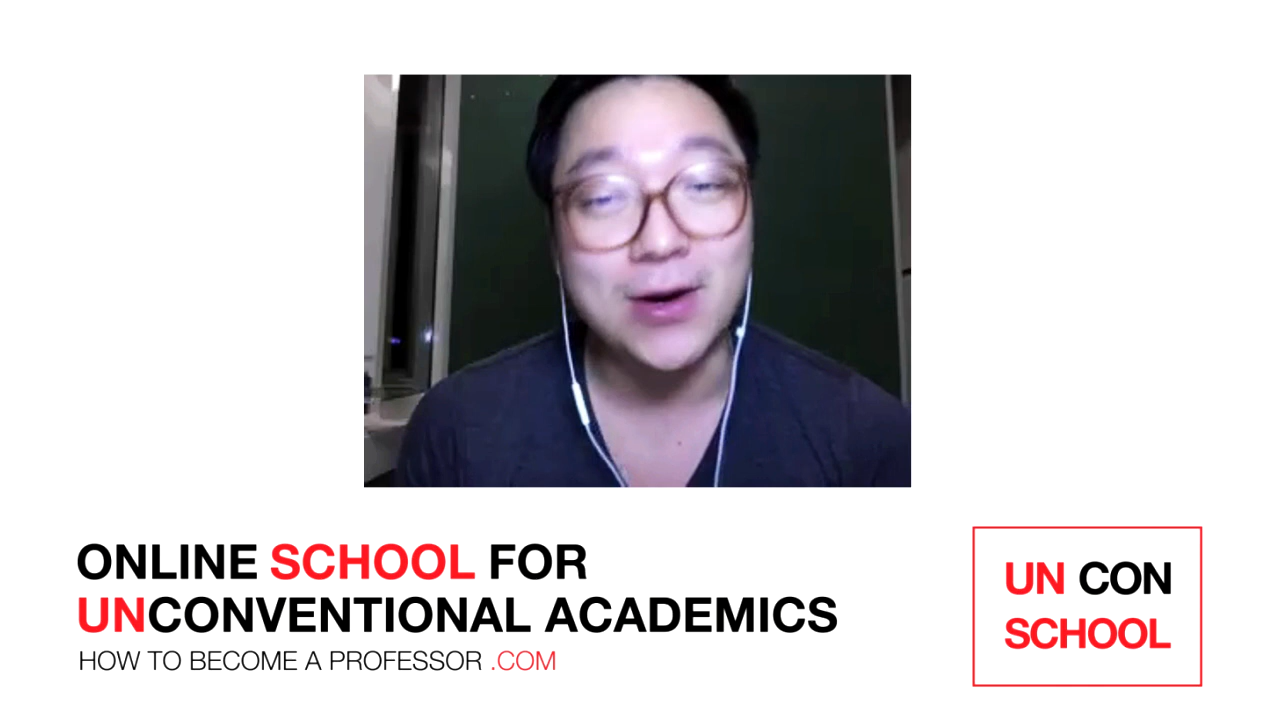 ONLINE SCHOOL FOR
UNCONVENTIONAL ACADEMICS
HOW TO BECOME A PROFESSOR .COM
UN CON
SCHOOL